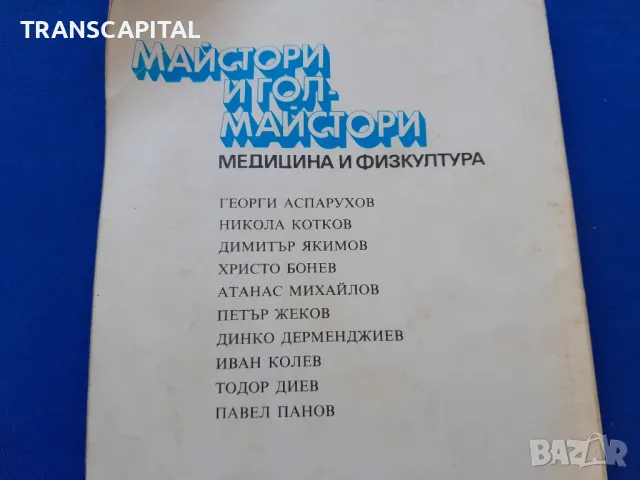 TRANSCAPITAL
МАЙСТОРИ
И ГОЛ-
МАЙСТОРИ
МЕДИЦИНА И ФИЗКУЛТУРА
ГЕОРГИ АСПАРУХОВ
НИКОЛА КОТКОВ
ДИМИТЪР ЯКИМОВ
ХРИСТО БОНЕВ
АТАНАС МИХАЙЛОВ
ПЕТЪР ЖЕКОВ
ДИНКО ДЕРМЕНДЖИЕВ
ИВАН КОЛЕВ
ТОДОР ДИЕВ
ПАВЕЛ ПАНОВ
BAZAR